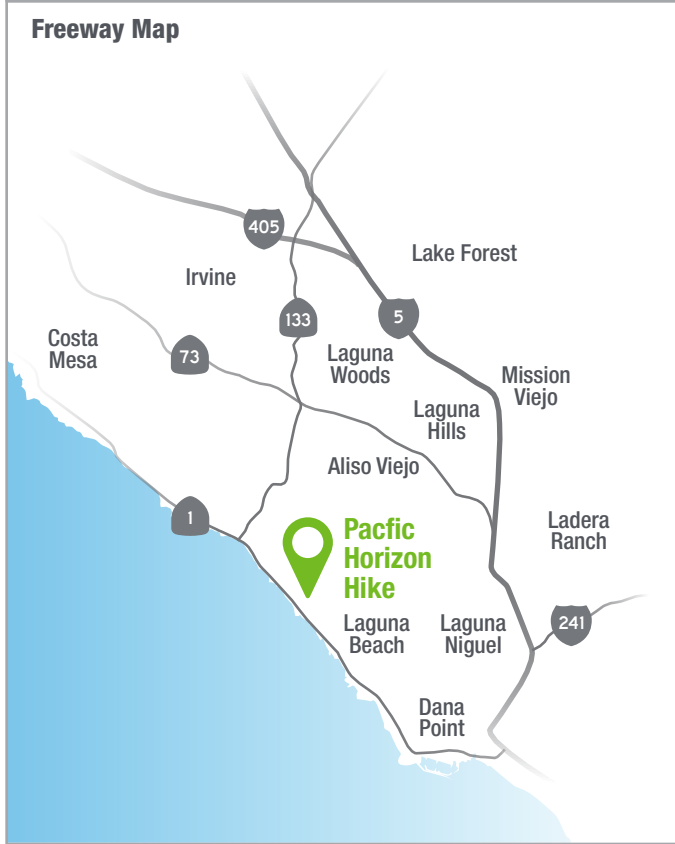 Freeway Map
405
Lake Forest
Irvine
133
5
Costa
Mesa
73
Laguna
Woods
Mission
Viejo
Laguna
Hills
Aliso Viejo
1
Pacfic
Horizon
Hike
Ladera
Ranch
Laguna
Beach
Laguna
Niguel
241
Dana
Point